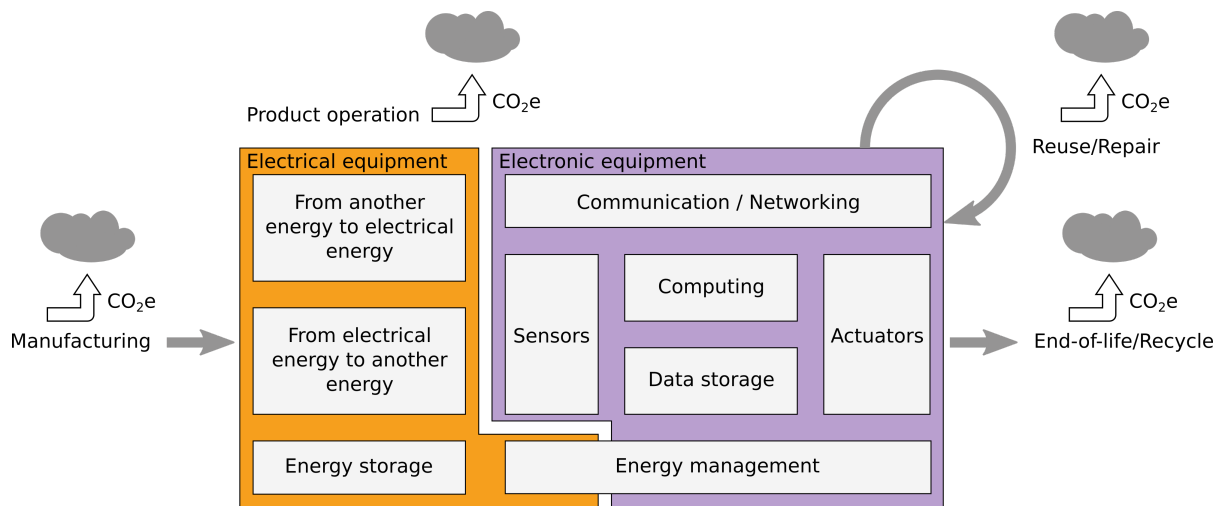 CO₂e
CO₂e
Product operation
Reuse/Repair
Electrical equipment
Electronic equipment
From another
energy to electrical
energy
Communication / Networking
CO₂e
Manufacturing
From electrical
energy to another
energy
Sensors
Computing
Data storage
Actuators
CO₂e
End-of-life/Recycle
Energy storage
Energy management